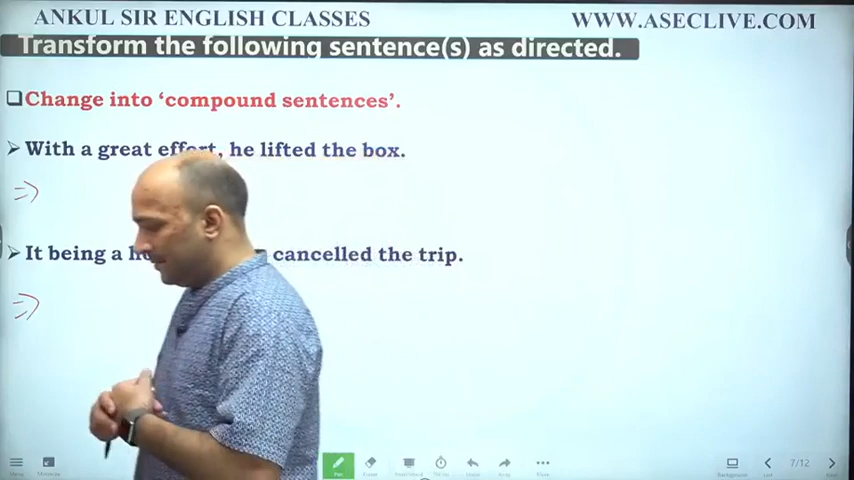 ANKUL SIR ENGLISH CLASSES
WWW.ASECLIVE.COM
Transform the following sentence(s) as directed.
Change into ‘compound sentences’.
With a great effort, he lifted the box.
It being a cancelled the trip.
7/12